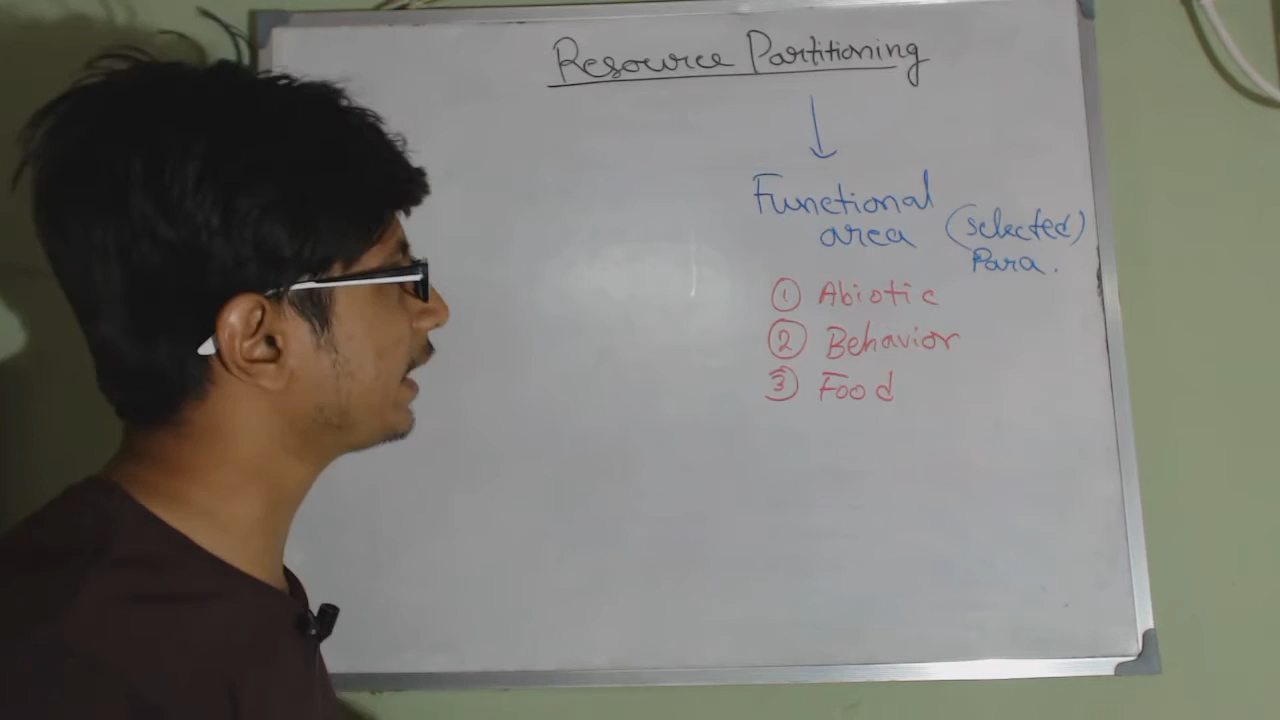 Resource Partitioning
Functional
area (selected)
Para.
① Abiotic
② Behavior
③ Food